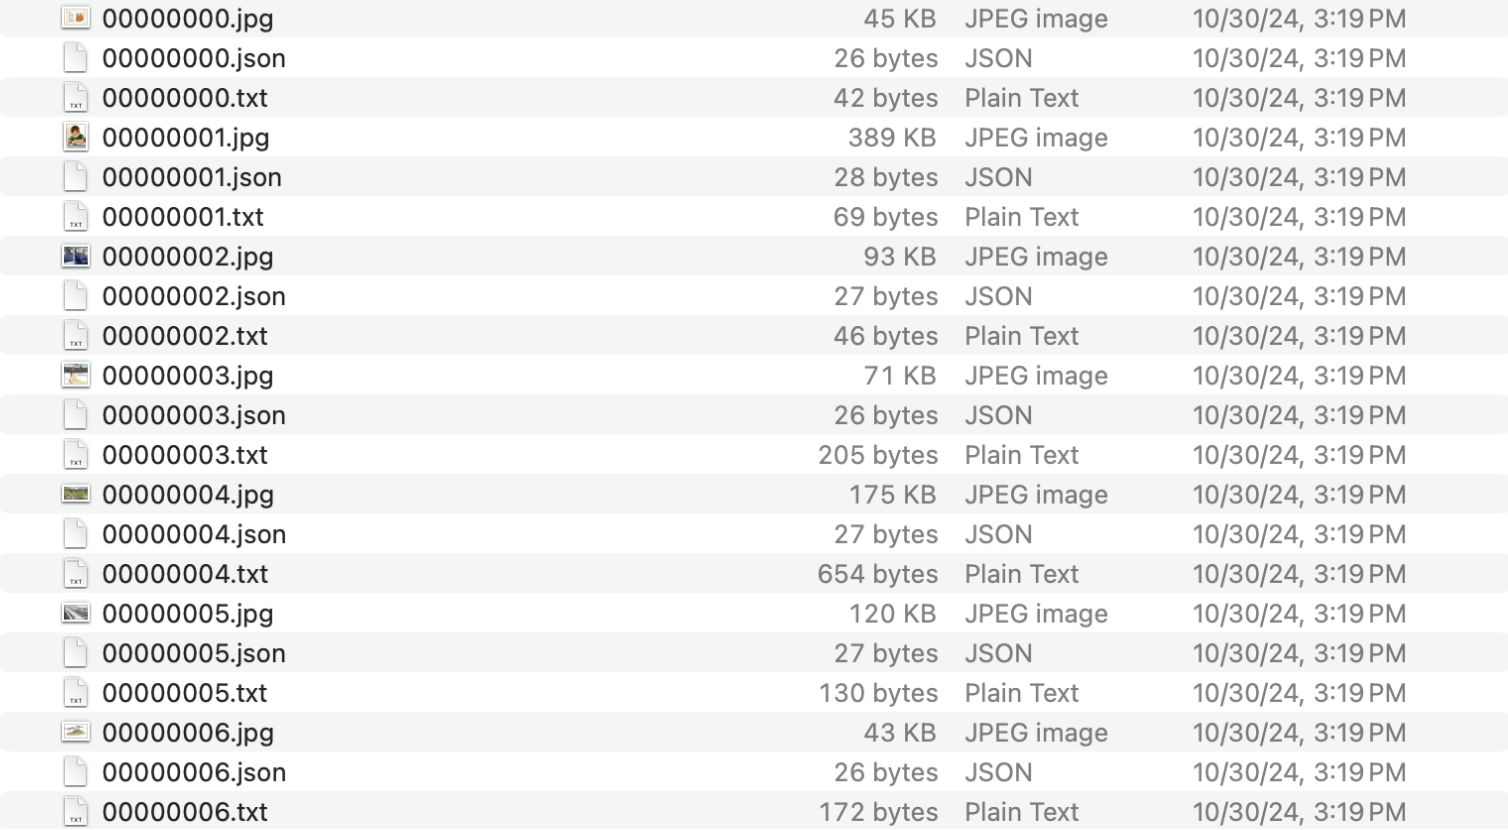 00000000.jpg 45 KB JPEG image 10/30/24, 3:19 PM
00000000.json 26 bytes JSON 10/30/24, 3:19 PM
TXT 00000000.txt 42 bytes Plain Text 10/30/24, 3:19 PM
00000001.jpg 389 KB JPEG image 10/30/24, 3:19 PM
00000001.json 28 bytes JSON 10/30/24, 3:19 PM
TXT 00000001.txt 69 bytes Plain Text 10/30/24, 3:19 PM
00000002.jpg 93 KB JPEG image 10/30/24, 3:19 PM
00000002.json 27 bytes JSON 10/30/24, 3:19 PM
TXT 00000002.txt 46 bytes Plain Text 10/30/24, 3:19 PM
00000003.jpg 71 KB JPEG image 10/30/24, 3:19 PM
00000003.json 26 bytes JSON 10/30/24, 3:19 PM
TXT 00000003.txt 205 bytes Plain Text 10/30/24, 3:19 PM
00000004.jpg 175 KB JPEG image 10/30/24, 3:19 PM
00000004.json 27 bytes JSON 10/30/24, 3:19 PM
TXT 00000004.txt 654 bytes Plain Text 10/30/24, 3:19 PM
00000005.jpg 120 KB JPEG image 10/30/24, 3:19 PM
00000005.json 27 bytes JSON 10/30/24, 3:19 PM
TXT 00000005.txt 130 bytes Plain Text 10/30/24, 3:19 PM
00000006.jpg 43 KB JPEG image 10/30/24, 3:19 PM
00000006.json 26 bytes JSON 10/30/24, 3:19 PM
TXT 00000006.txt 172 bytes Plain Text 10/30/24, 3:19 PM